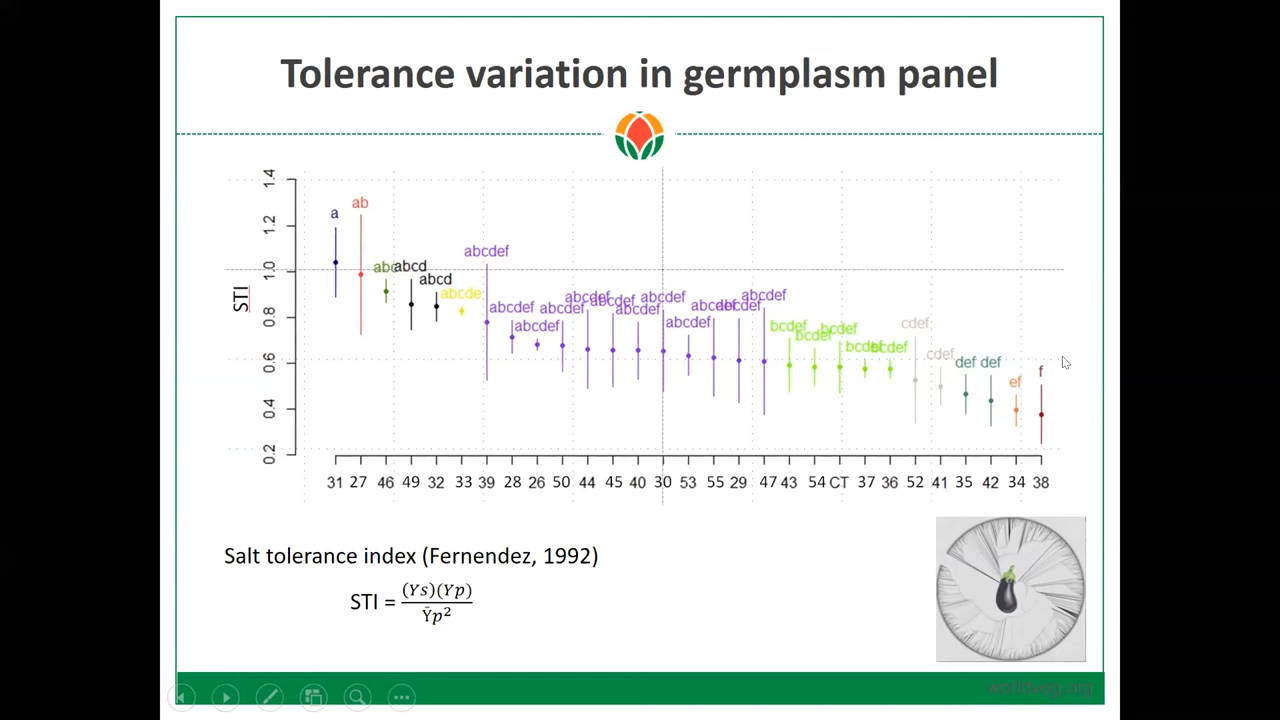 Tolerance variation in germplasm panel
STI
1.4
1.2
1.0
0.8
0.6
0.4
0.2
a
ab
abc
abcd
abcd
abcde
abcdef
abcdef
abcdef
abcdef
abcdef
abcdef
abcdef
abcdef
abcdef
abcdef
abcdef
abcdef
bcdef
bcdef
bcdef
bcdef
bcdef
cdef
cdef
def
def
ef
f
31 27 46 49 32 33 39 28 26 50 44 45 40 30 53 55 29 47 43 54 CT 37 36 52 41 35 42 34 38
Salt tolerance index (Fernendez, 1992)
STI = (Ys)(Yp)
Ȳp²
worldveg.org